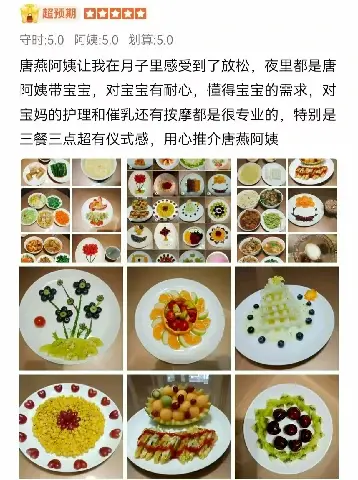 超预期
守时:5.0 阿姨:5.0 划算:5.0
唐燕阿姨让我在月子里感受到了放松，夜里都是唐
阿姨带宝宝，对宝宝有耐心，懂得宝宝的需求，对
宝妈的护理和催乳还有按摩都是很专业的，特别是
三餐三点超有仪式感，用心推介唐燕阿姨